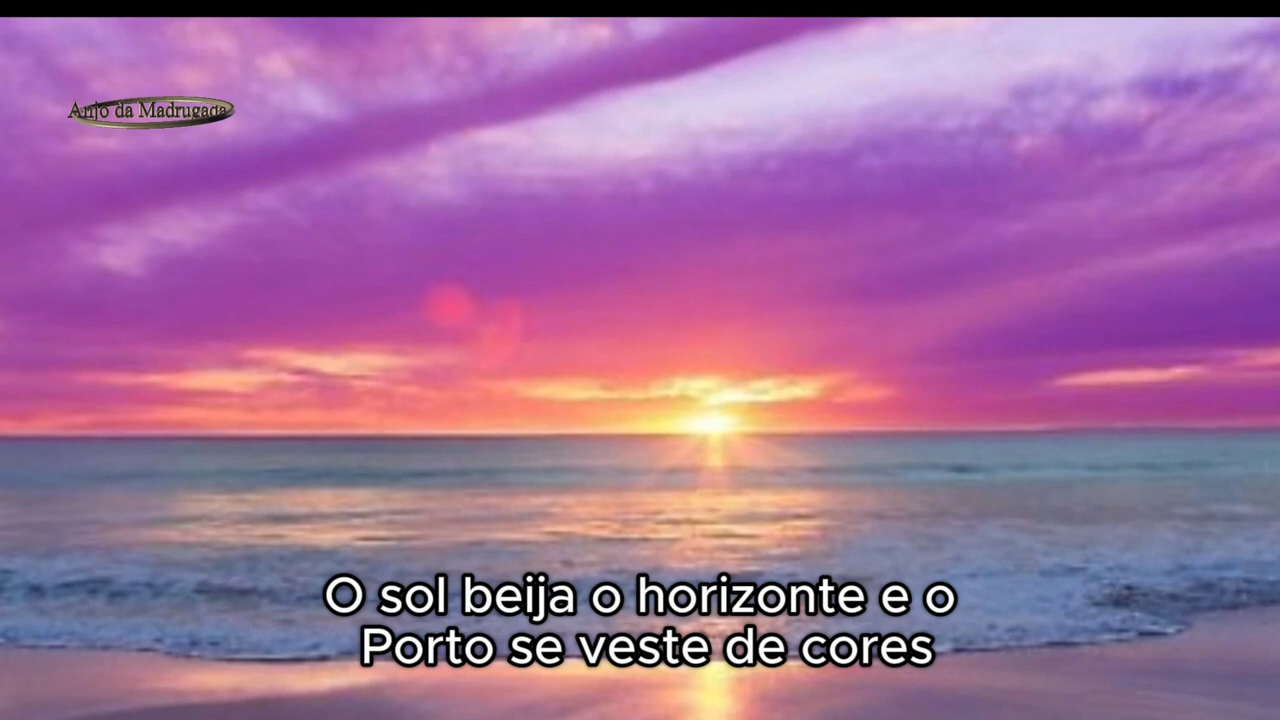 Anjo da Madrugada
O sol beija o horizonte e o
Porto se veste de cores